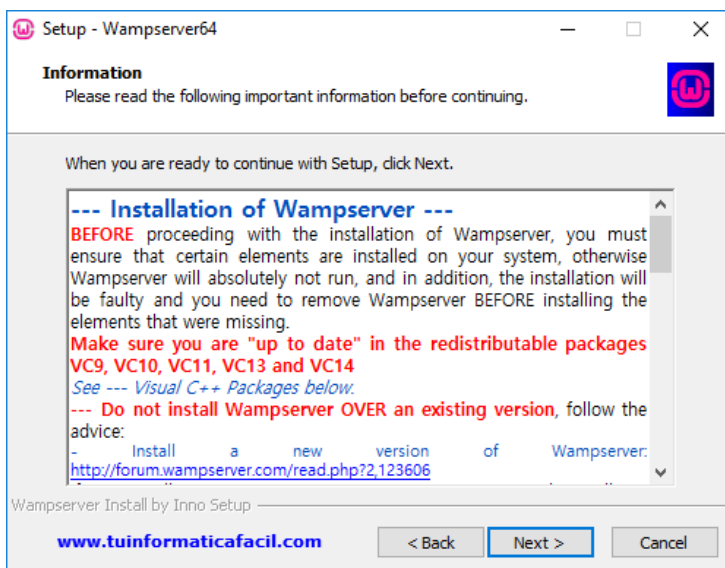 Setup - Wampserver64
Information
Please read the following important information before continuing.
When you are ready to continue with Setup, click Next.
--- Installation of Wampserver ---
BEFORE proceeding with the installation of Wampserver, you must
ensure that certain elements are installed on your system, otherwise
Wampserver will absolutely not run, and in addition, the installation will
be faulty and you need to remove Wampserver BEFORE installing the
elements that were missing.
Make sure you are "up to date" in the redistributable packages
VC9, VC10, VC11, VC13 and VC14
See --- Visual C++ Packages below.
--- Do not install Wampserver OVER an existing version, follow the
advice:
- Install a new version of Wampserver:
http://forum.wampserver.com/read.php?2,123606
Wampserver Install by Inno Setup
www.tuinformaticafacil.com
< Back
Next >
Cancel